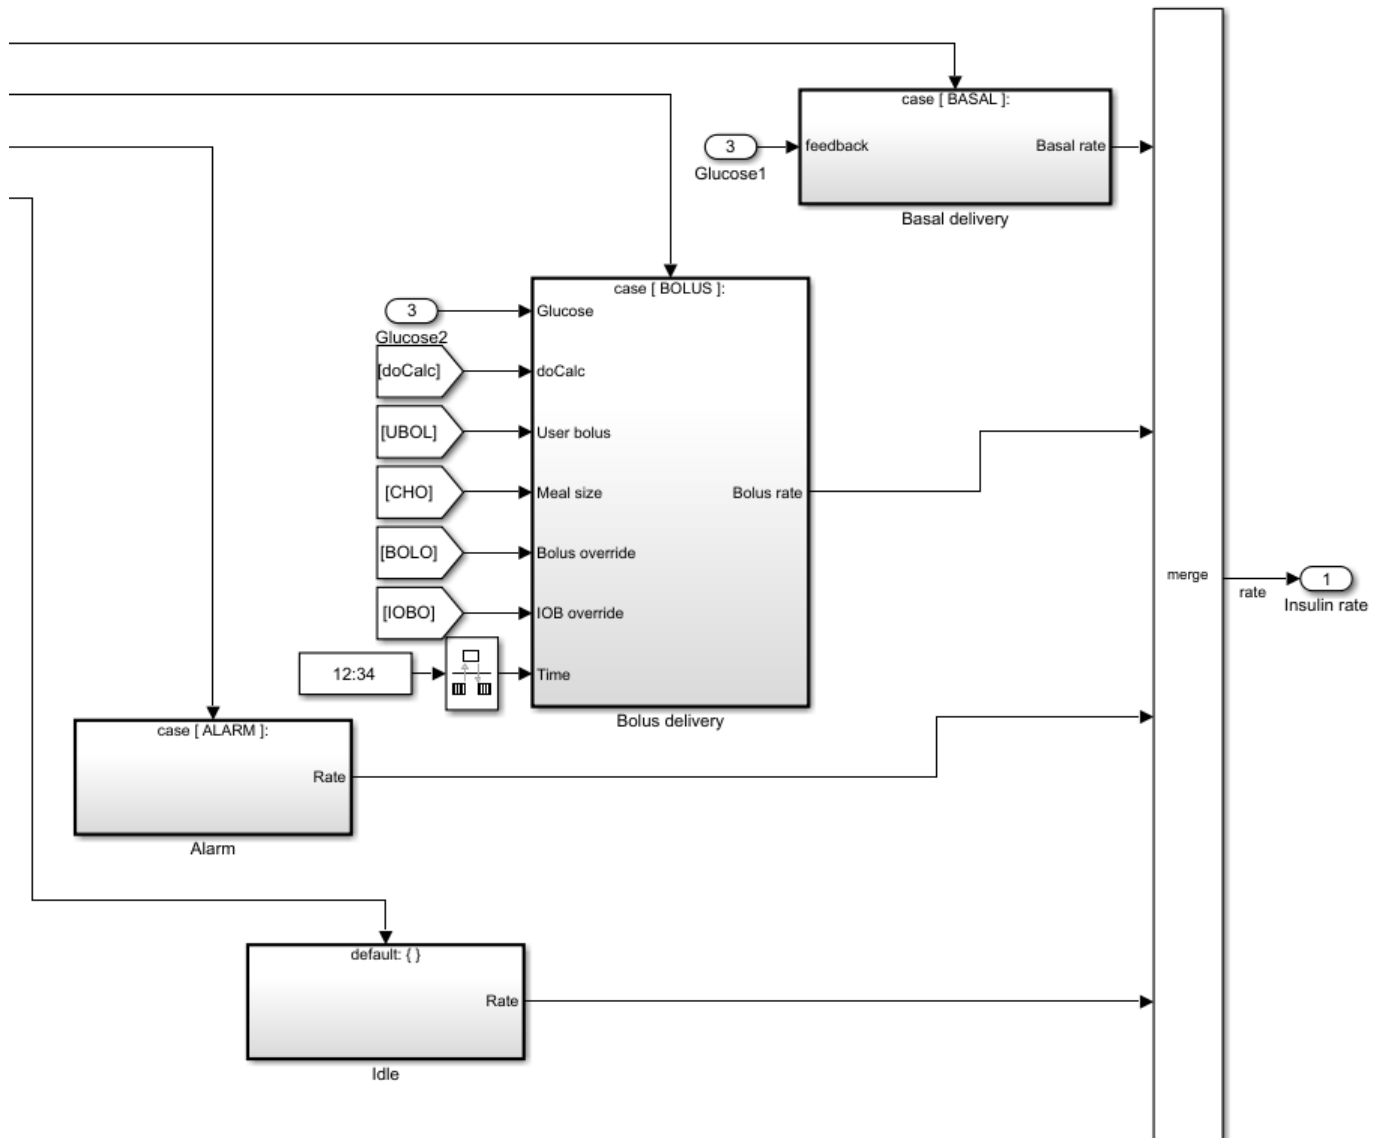 case [ BASAL ]:
3
feedback
Basal rate
Glucose1
Basal delivery
case [ BOLUS ]:
3
Glucose
Glucose2
[doCalc]
doCalc
[UBOL]
User bolus
[CHO]
Meal size
Bolus rate
[BOLO]
Bolus override
merge
1
rate
Insulin rate
[IOBO]
IOB override
12:34
Time
Bolus delivery
case [ ALARM ]:
Rate
Alarm
default: { }
Rate
Idle